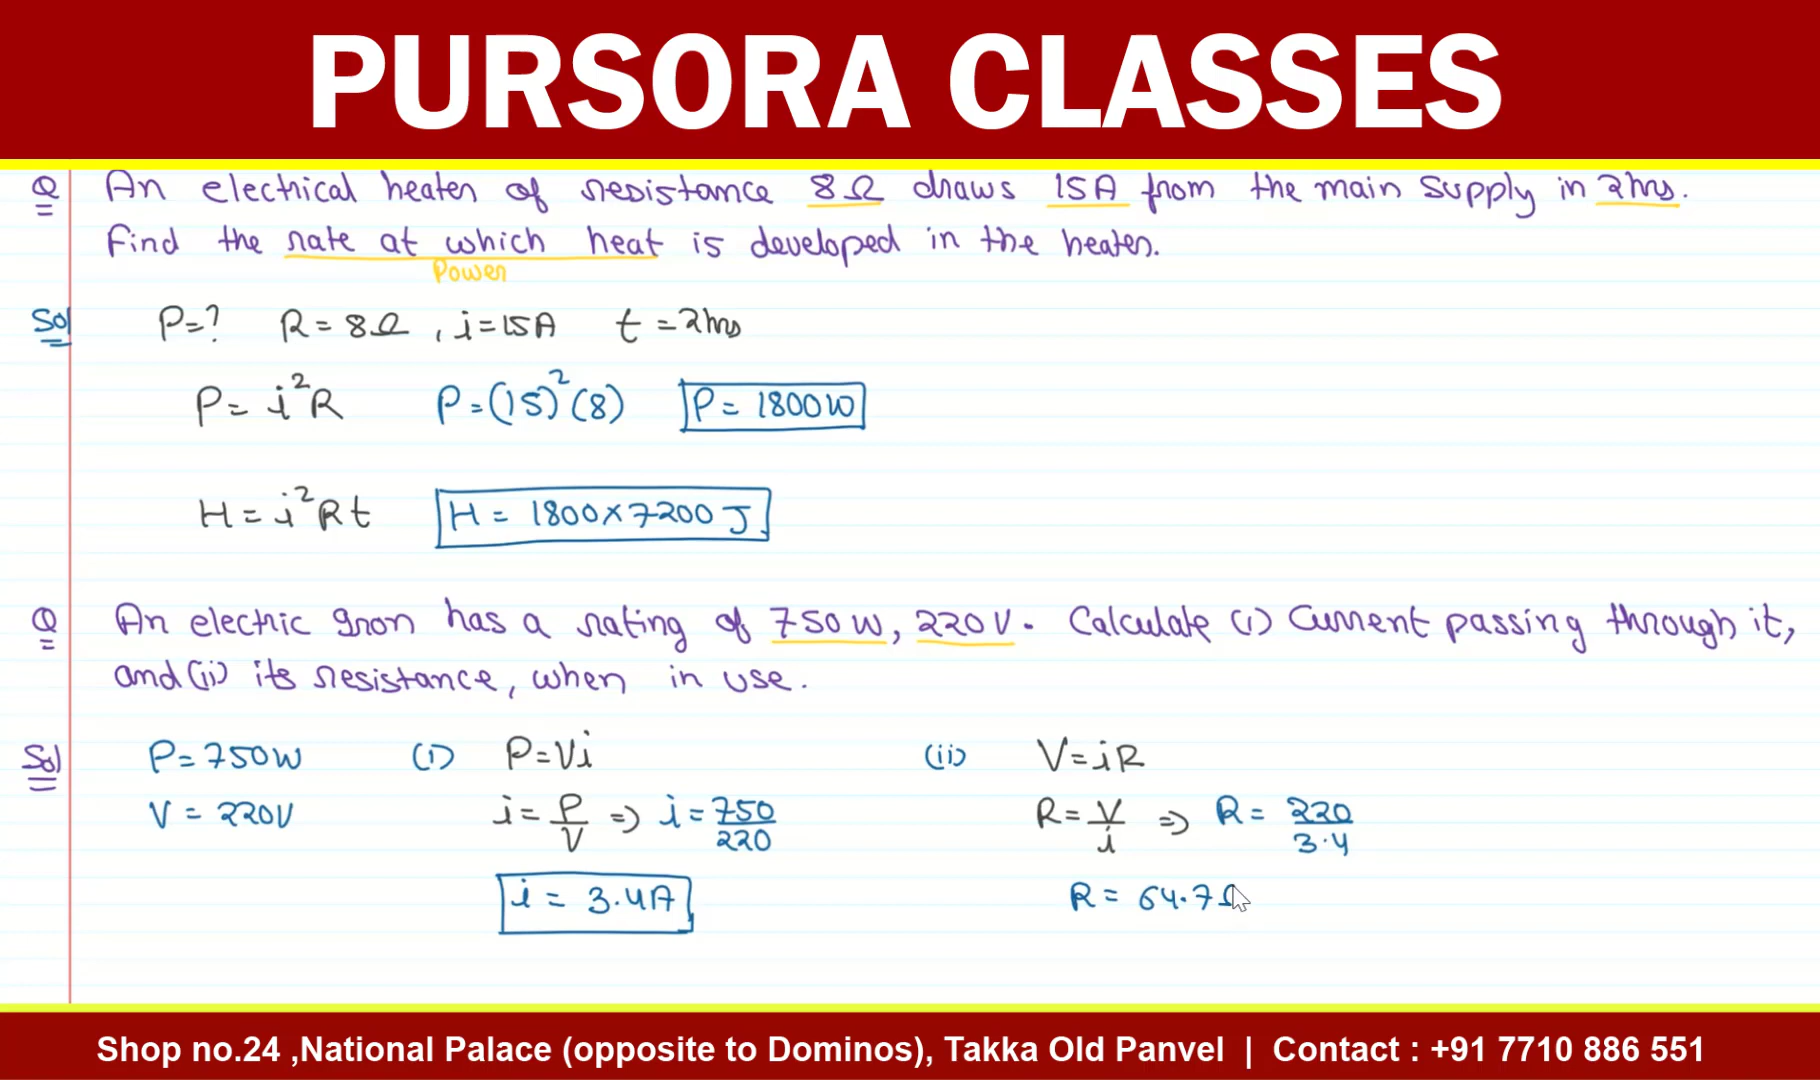 PURSORA CLASSES
Q An electrical heater of resistance 8Ω draws 15A from the main supply in 2hrs.
Find the rate at which heat is developed in the heater.
Power
Sol P=? R=8Ω, i=15A t=2hrs
P=i²R P=(15)²(8) P=1800W
H=i²Rt H=1800×7200J
Q An electric Iron has a rating of 750W, 220V. Calculate (i) Current passing through it,
and (ii) its resistance, when in use.
Sol P=750W (i) P=Vi (ii) V=iR
V=220V i=P/V ⇒ i=750/220 R=V/i ⇒ R=220/3.4
i=3.4A R=64.7Ω
Shop no.24 ,National Palace (opposite to Dominos), Takka Old Panvel | Contact : +91 7710 886 551